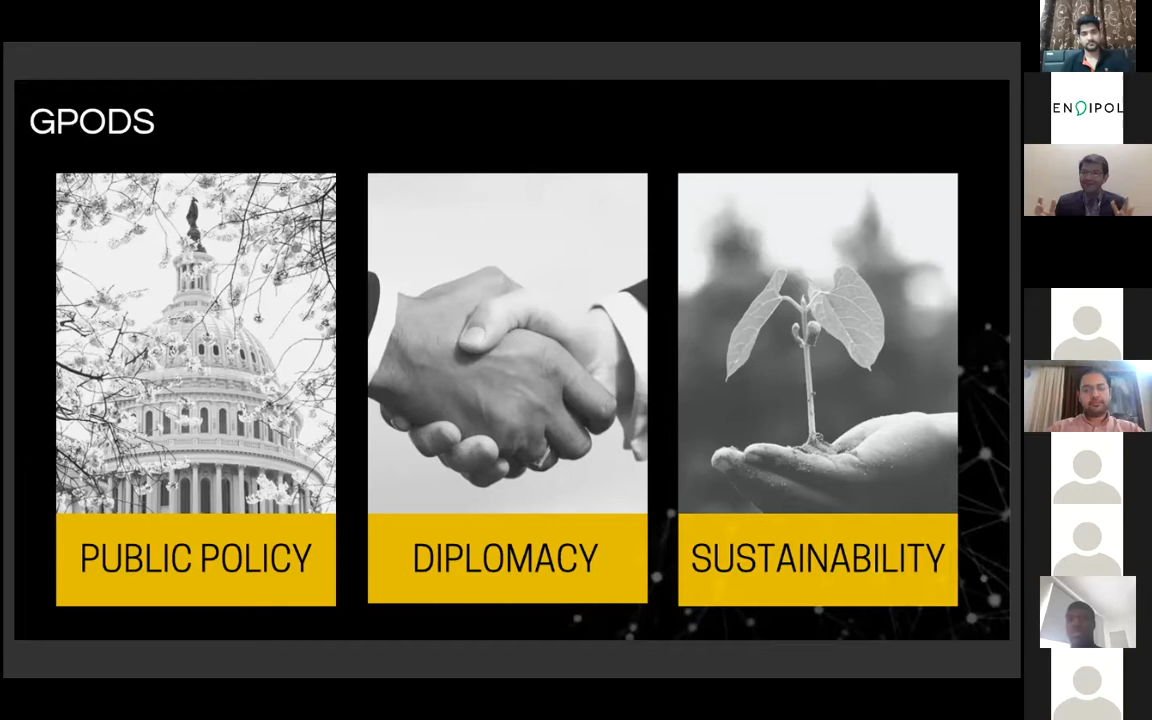 GPODS
PUBLIC POLICY
DIPLOMACY
SUSTAINABILITY
ENDIPOL